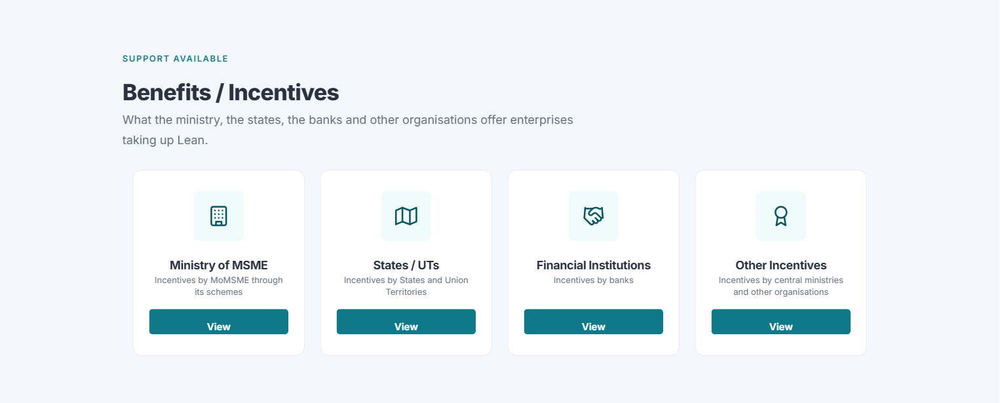 SUPPORT AVAILABLE
Benefits / Incentives
What the ministry, the states, the banks and other organisations offer enterprises
taking up Lean.
Ministry of MSME
Incentives by MoMSME through
its schemes
View
States / UTs
Incentives by States and Union
Territories
View
Financial Institutions
Incentives by banks
View
Other Incentives
Incentives by central ministries
and other organisations
View